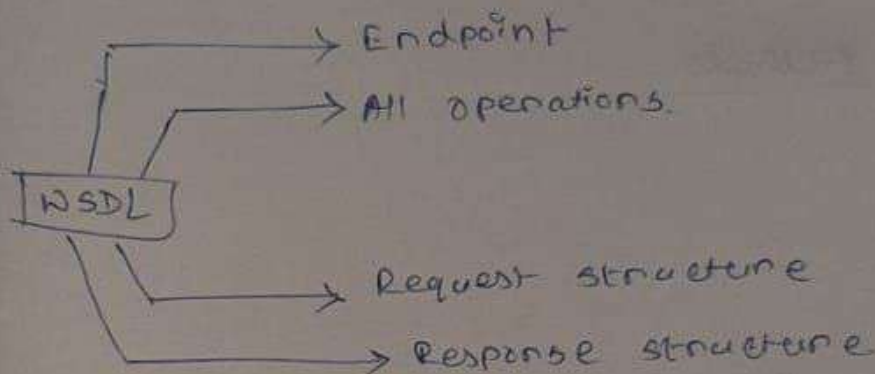 Endpoint
All operations.
WSDL
Request structure
Response structure